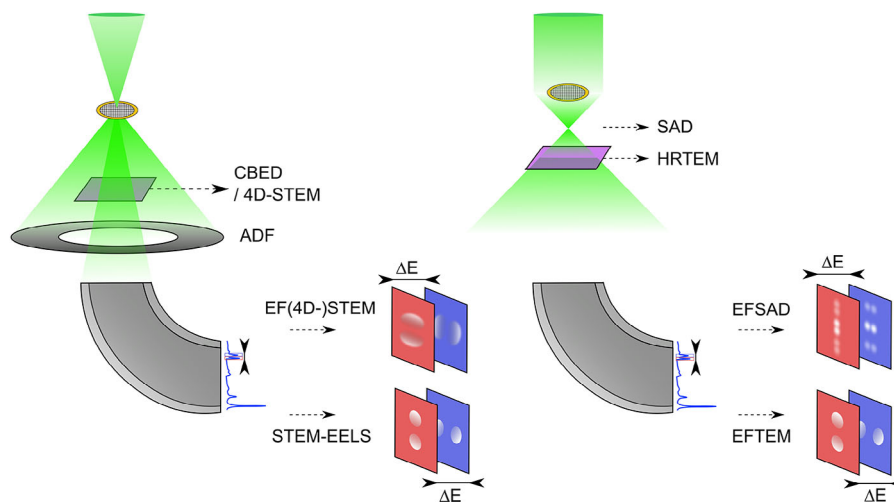 SAD
HRTEM
CBED
/ 4D-STEM
ADF
ΔE
EF(4D-)STEM
STEM-EELS
ΔE
ΔE
EFSAD
EFTEM
ΔE